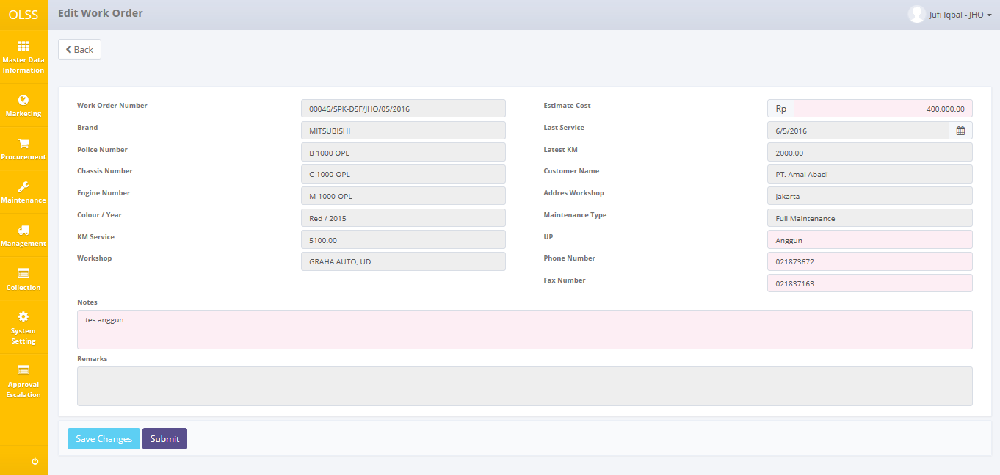 OLSS
Edit Work Order
Jufi Iqbal - JHO
Master Data
Information
Marketing
Procurement
Maintenance
Management
Collection
System
Setting
Approval
Escalation
Back
Work Order Number
00046/SPK-DSF/JHO/05/2016
Brand
MITSUBISHI
Police Number
B 1000 OPL
Chassis Number
C-1000-OPL
Engine Number
M-1000-OPL
Colour / Year
Red / 2015
KM Service
5100.00
Workshop
GRAHA AUTO, UD.
Estimate Cost
Rp 400,000.00
Last Service
6/5/2016
Latest KM
2000.00
Customer Name
PT. Amal Abadi
Addres Workshop
Jakarta
Maintenance Type
Full Maintenance
UP
Anggun
Phone Number
021873672
Fax Number
021837163
Notes
tes anggun
Remarks
Save Changes
Submit